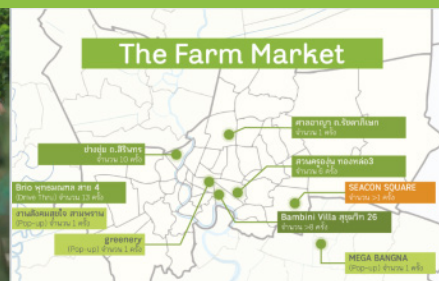 The Farm Market
ศาลอาญา ถ.รัชดาภิเษก
จำนวน 1 ครั้ง
ช่างชุ่ย ถ.สิรินธร
จำนวน 10 ครั้ง
สวนครูองุ่น ทองหล่อ3
จำนวน 6 ครั้ง
Brio พุทธมณฑล สาย 4
(Drive Thru) จำนวน 13 ครั้ง
SEACON SQUARE
จำนวน >1 ครั้ง
งานสังคมสุขใจ สามพราน
(Pop-up) จำนวน 1 ครั้ง
Bambini Villa สุขุมวิท 26
จำนวน >8 ครั้ง
greenery
(Pop-up) จำนวน 1 ครั้ง
MEGA BANGNA
(Pop-up) จำนวน 1 ครั้ง